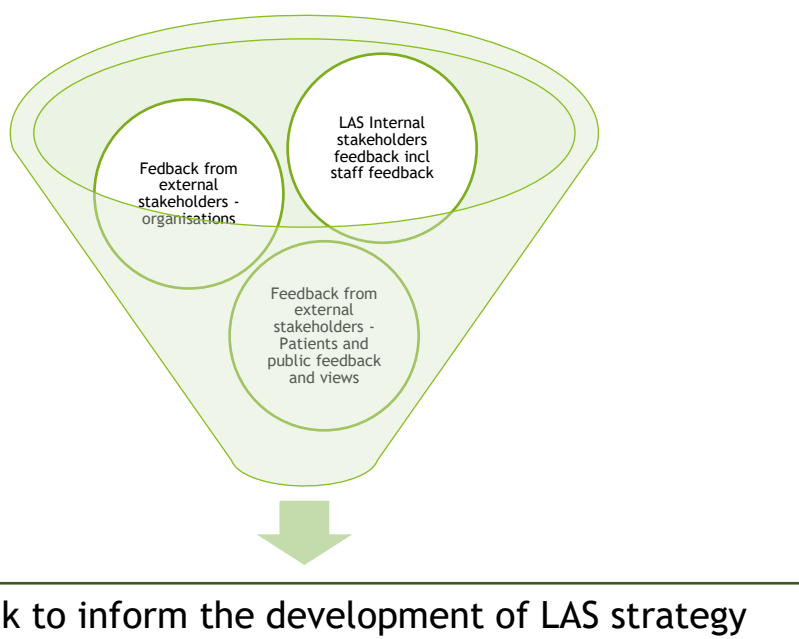 Fedback from
external
stakeholders -
organisations
LAS Internal
stakeholders
feedback incl
staff feedback
Feedback from
external
stakeholders -
Patients and
public feedback
and views
k to inform the development of LAS strategy